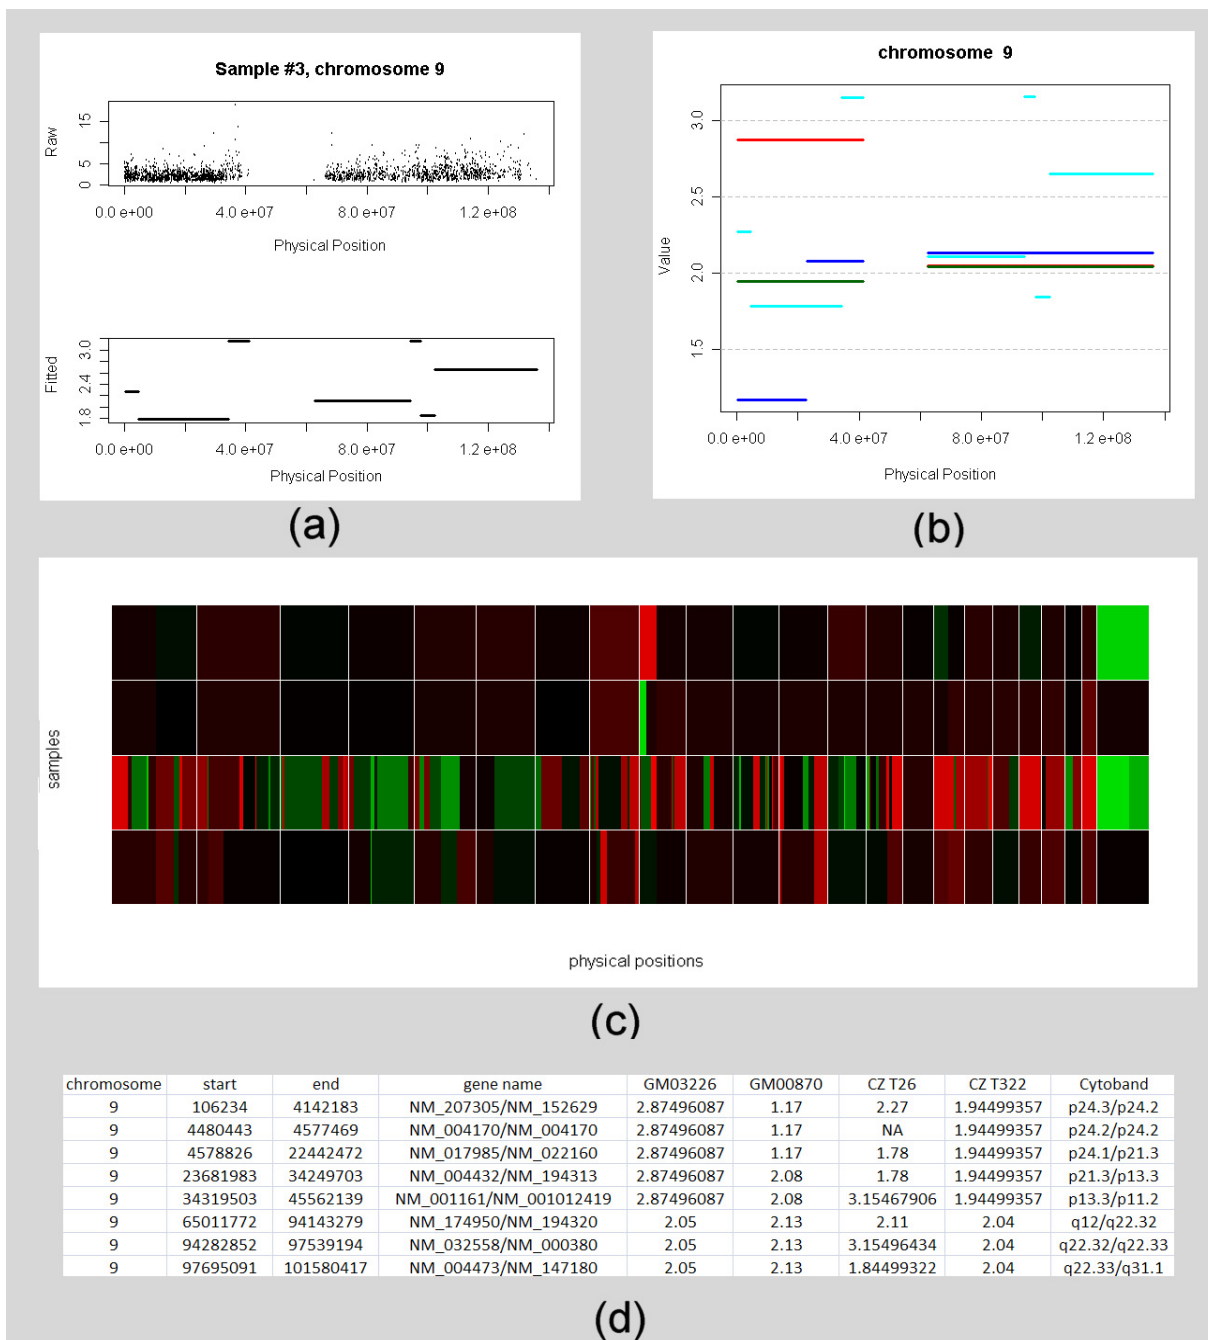 Sample #3, chromosome 9
Raw
15
5
0
0.0 e+00 4.0 e+07 8.0 e+07 1.2 e+08
Physical Position
Fitted
3.0
2.4
1.8
0.0 e+00 4.0 e+07 8.0 e+07 1.2 e+08
Physical Position
(a)
chromosome 9
Value
3.0
2.5
2.0
1.5
0.0 e+00 4.0 e+07 8.0 e+07 1.2 e+08
Physical Position
(b)
samples
physical positions
(c)
chromosome start end gene name GM03226 GM00870 CZ T26 CZ T322 Cytoband
9 106234 4142183 NM_207305/NM_152629 2.87496087 1.17 2.27 1.94499357 p24.3/p24.2
9 4480443 4577469 NM_004170/NM_004170 2.87496087 1.17 NA 1.94499357 p24.2/p24.2
9 4578826 22442472 NM_017985/NM_022160 2.87496087 1.17 1.78 1.94499357 p24.1/p21.3
9 23681983 34249703 NM_004432/NM_194313 2.87496087 2.08 1.78 1.94499357 p21.3/p13.3
9 34319503 45562139 NM_001161/NM_001012419 2.87496087 2.08 3.15467906 1.94499357 p13.3/p11.2
9 65011772 94143279 NM_174950/NM_194320 2.05 2.13 2.11 2.04 q12/q22.32
9 94282852 97539194 NM_032558/NM_000380 2.05 2.13 3.15496434 2.04 q22.32/q22.33
9 97695091 101580417 NM_004473/NM_147180 2.05 2.13 1.84499322 2.04 q22.33/q31.1
(d)